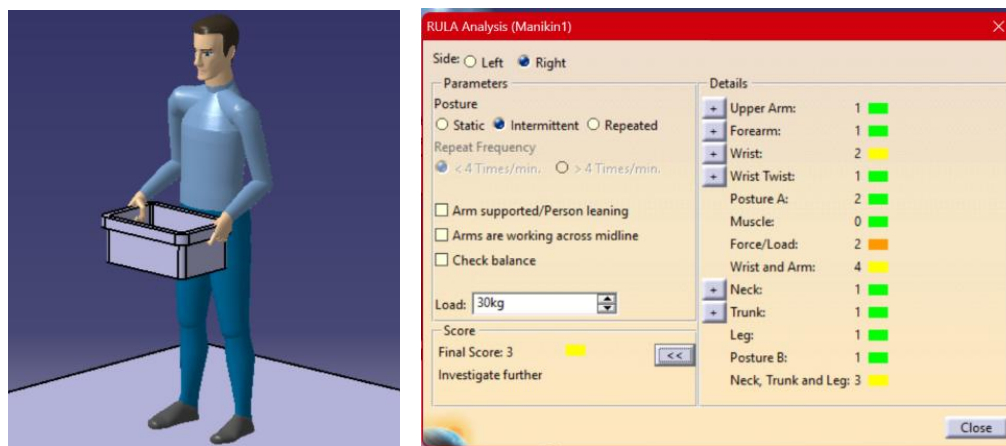 RULA Analysis (Manikin1)
Side: Left Right
Parameters
Posture
Static Intermittent Repeated
Repeat Frequency
< 4 Times/min. > 4 Times/min.
Arm supported/Person leaning
Arms are working across midline
Check balance
Load: 30kg
Score
Final Score: 3
<<
Investigate further
Details
+ Upper Arm: 1
+ Forearm: 1
+ Wrist: 2
+ Wrist Twist: 1
Posture A: 2
Muscle: 0
Force/Load: 2
Wrist and Arm: 4
+ Neck: 1
+ Trunk: 1
Leg: 1
Posture B: 1
Neck, Trunk and Leg: 3
Close